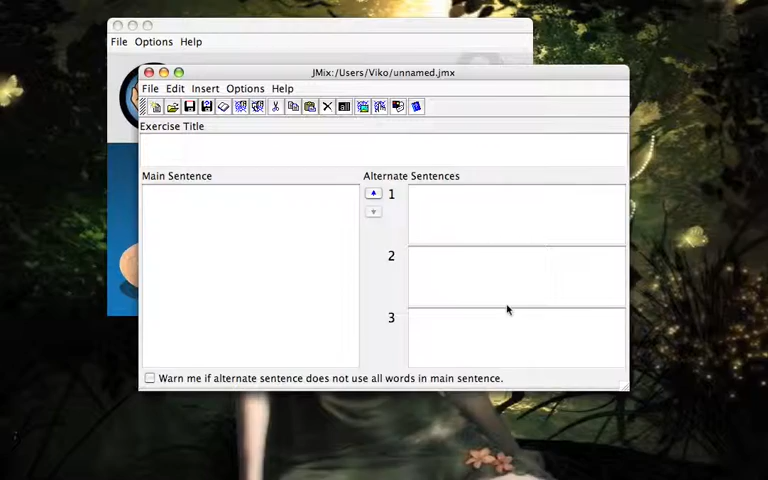 File Options Help
JMix:/Users/Viko/unnamed.jmx
File Edit Insert Options Help
Exercise Title
Main Sentence
Alternate Sentences
1
2
3
Warn me if alternate sentence does not use all words in main sentence.